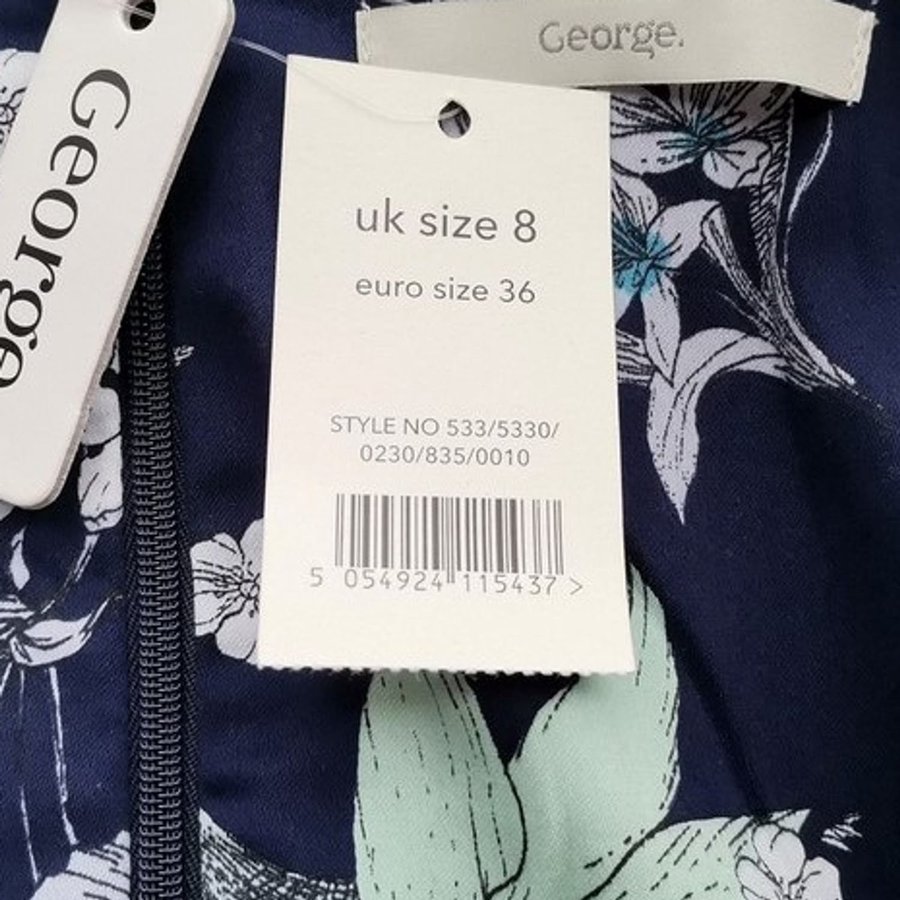 George.
George
uk size 8
euro size 36
STYLE NO 533/5330/
0230/835/0010
5 054924 115437 >